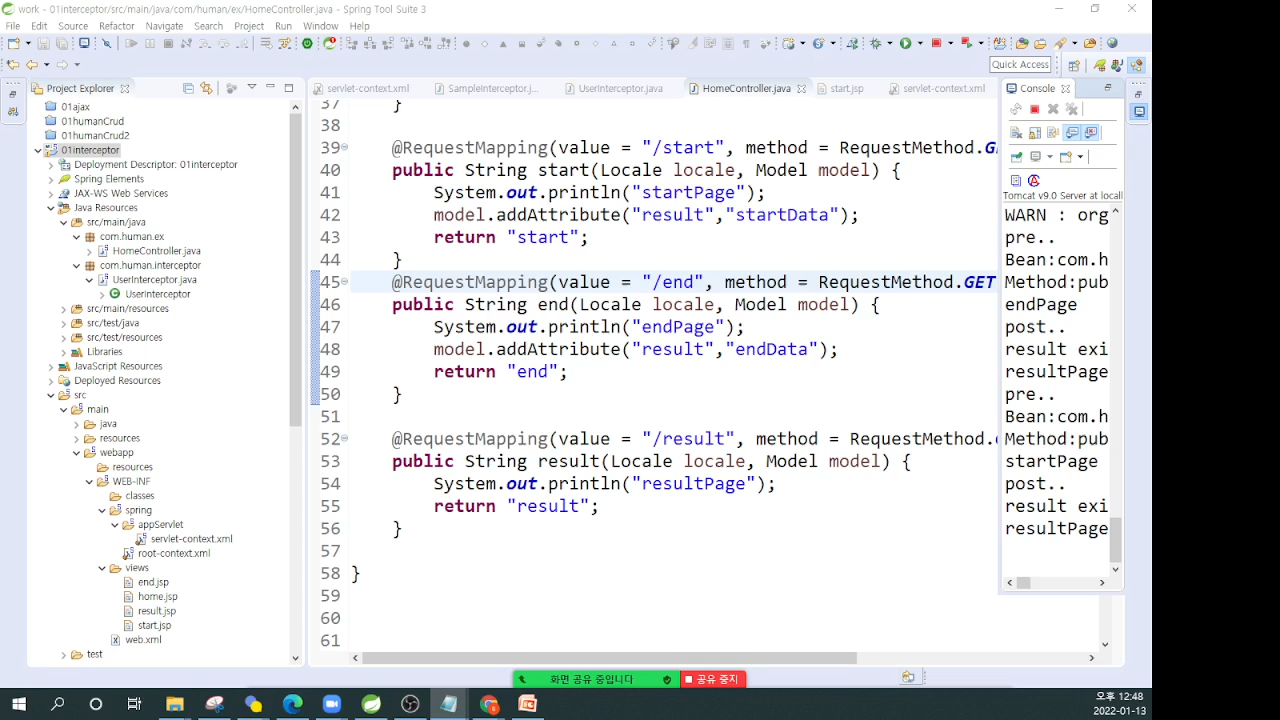 work - 01interceptor/src/main/java/com/human/ex/HomeController.java - Spring Tool Suite 3
File Edit Source Refactor Navigate Search Project Run Window Help
Quick Access
Project Explorer
servlet-context.xml
SampleInterceptor.j...
UserInterceptor.java
HomeController.java
start.jsp
servlet-context.xml
Console
01ajax
01humanCrud
01humanCrud2
01interceptor
Deployment Descriptor: 01interceptor
Spring Elements
JAX-WS Web Services
Java Resources
src/main/java
com.human.ex
HomeController.java
com.human.interceptor
UserInterceptor.java
UserInterceptor
src/main/resources
src/test/java
src/test/resources
Libraries
JavaScript Resources
Deployed Resources
src
main
java
resources
webapp
resources
WEB-INF
classes
spring
appServlet
servlet-context.xml
root-context.xml
views
end.jsp
home.jsp
result.jsp
start.jsp
web.xml
test
37 }
38
39 @RequestMapping(value = "/start", method = RequestMethod.G
40 public String start(Locale locale, Model model) {
41 System.out.println("startPage");
42 model.addAttribute("result","startData");
43 return "start";
44 }
45 @RequestMapping(value = "/end", method = RequestMethod.GET
46 public String end(Locale locale, Model model) {
47 System.out.println("endPage");
48 model.addAttribute("result","endData");
49 return "end";
50 }
51
52 @RequestMapping(value = "/result", method = RequestMethod.
53 public String result(Locale locale, Model model) {
54 System.out.println("resultPage");
55 return "result";
56 }
57
58 }
59
60
61
Tomcat v9.0 Server at locall
WARN : org
pre..
Bean:com.h
Method:pub
endPage
post..
result exi
resultPage
pre..
Bean:com.h
Method:pub
startPage
post..
result exi
resultPage
화면 공유 중입니다
공유 중지
오후 12:48
2022-01-13